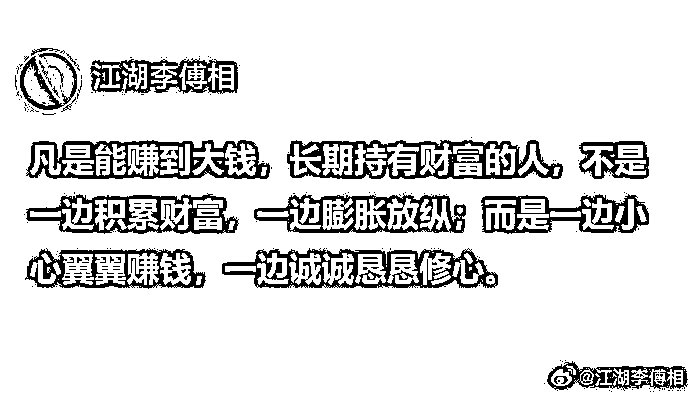 江湖李傅相
凡是能赚到大钱，长期持有财富的人，不是
一边积累财富，一边膨胀放纵；而是一边小
心翼翼赚钱，一边诚诚恳恳修心。
@江湖李傅相